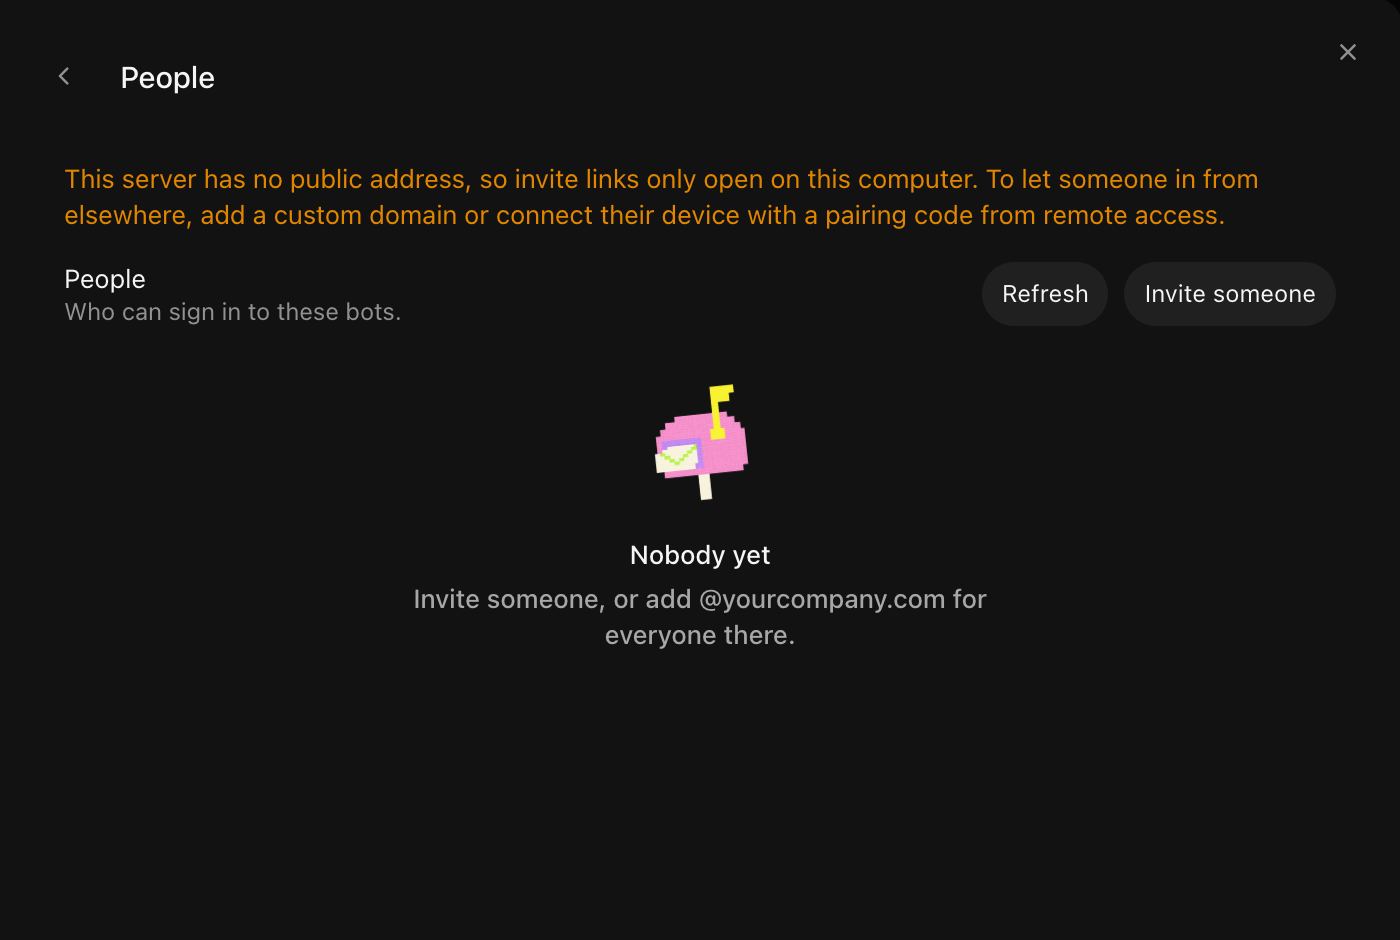 People
This server has no public address, so invite links only open on this computer. To let someone in from
elsewhere, add a custom domain or connect their device with a pairing code from remote access.
People
Who can sign in to these bots.
Refresh
Invite someone
Nobody yet
Invite someone, or add @yourcompany.com for
everyone there.